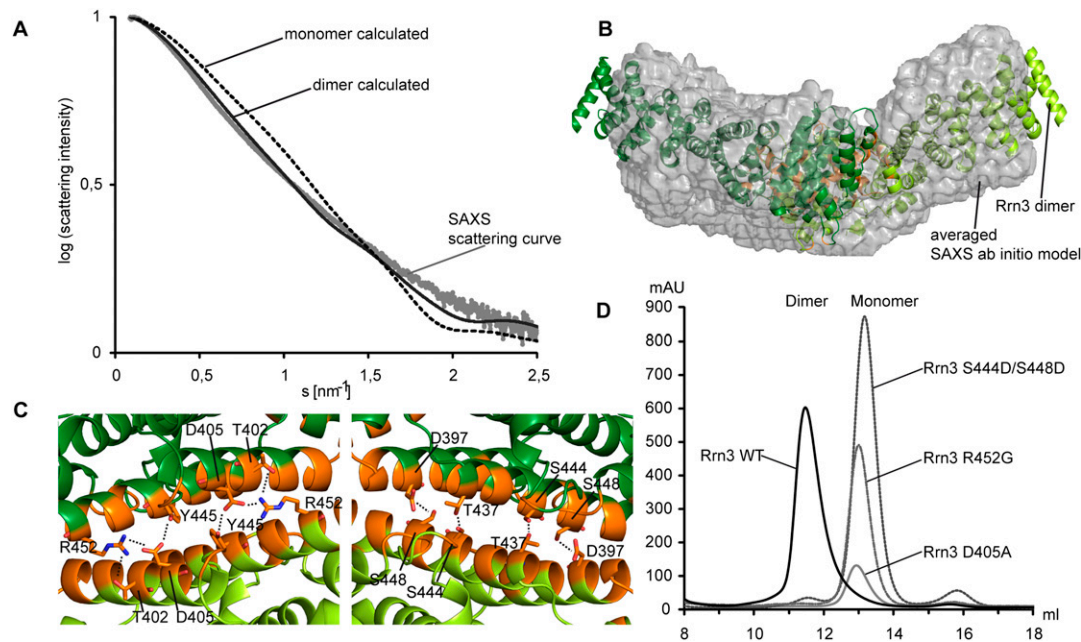 A
1
0,5
0
log (scattering intensity)
monomer calculated
dimer calculated
SAXS
scattering curve
0
0,5
1
1,5
2
2,5
s [nm-1]
B
Rrn3 dimer
averaged
SAXS ab initio model
C
D405 T402
Y445
R452
Y445
R452
T402 D405
D397
S444
S448
T437
T437
D397
S448
S444
D
mAU
Dimer Monomer
900
800
700
600
500
400
300
200
100
0
Rrn3 S444D/S448D
Rrn3 WT
Rrn3 R452G
Rrn3 D405A
8 10 12 14 16 18
ml